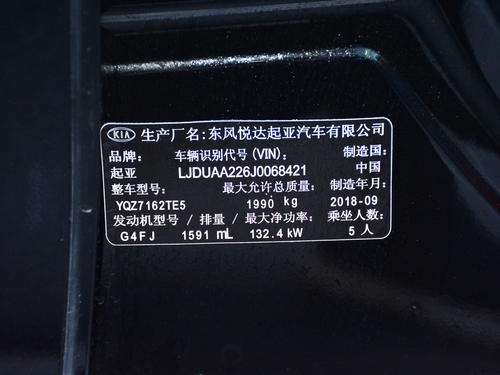 KIA 生产厂名:东风悦达起亚汽车有限公司
品牌: 车辆识别代号(VIN): 制造国:
起亚 LJDUAA226J0068421 中国
整车型号: 最大允许总质量: 制造年月:
YQZ7162TE5 1990 kg 2018-09
发动机型号/排量/最大净功率: 乘坐人数:
G4FJ 1591 mL 132.4 kW 5人